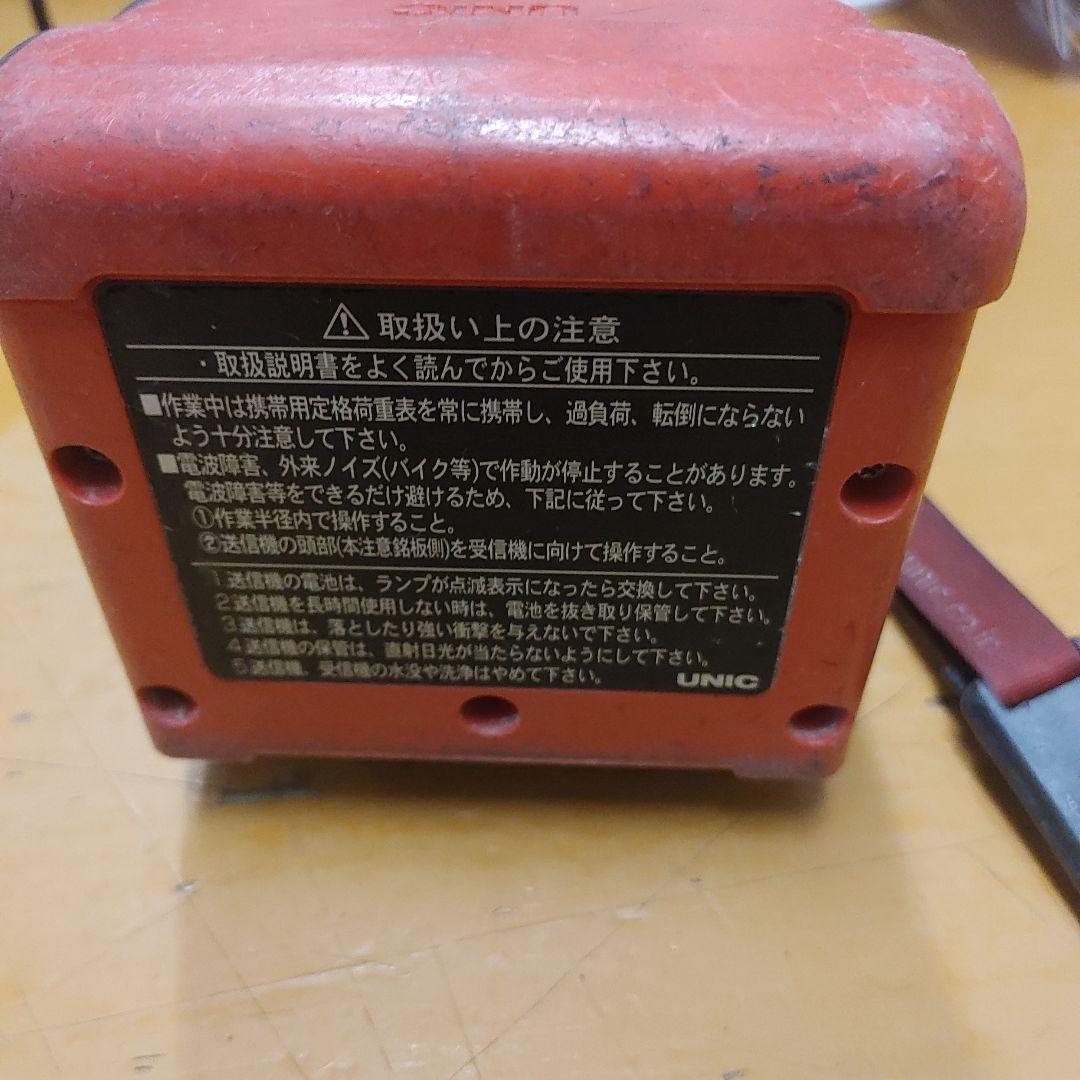 ⚠取扱い上の注意
・取扱説明書をよく読んでからご使用下さい。
■作業中は携帯用定格荷重表を常に携帯し、過負荷、転倒にならない
よう十分注意して下さい。
■電波障害、外来ノイズ(バイク等)で作動が停止することがあります。
電波障害等をできるだけ避けるため、下記に従って下さい。
①作業半径内で操作すること。
②送信機の頭部(本注意銘板側)を受信機に向けて操作すること。
1.送信機の電池は、ランプが点滅表示になったら交換して下さい。
2.送信機を長時間使用しない時は、電池を抜き取り保管して下さい。
3.送信機は、落としたり強い衝撃を与えないで下さい。
4.送信機の保管は、直射日光が当たらないようにして下さい。
5.送信機、受信機の水没や洗浄はやめて下さい。
UNIC